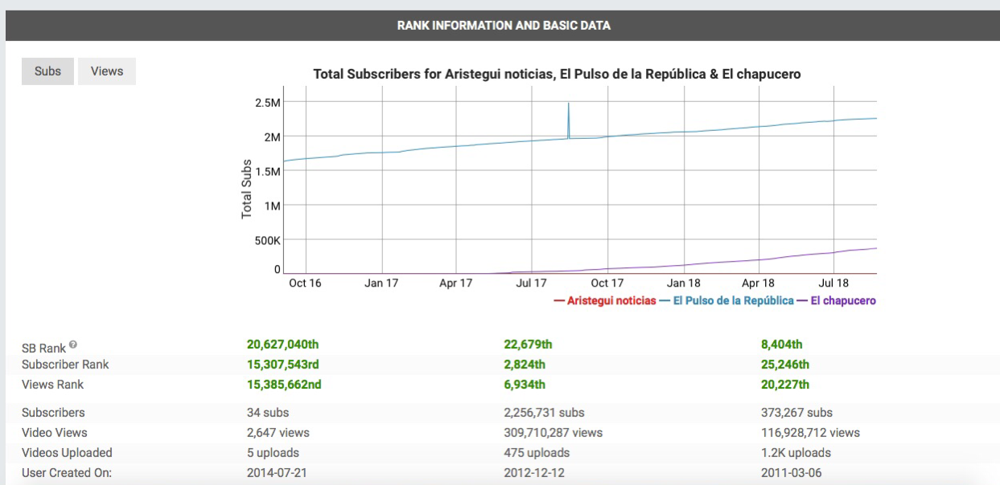 RANK INFORMATION AND BASIC DATA
Subs Views
Total Subscribers for Aristegui noticias, El Pulso de la República & El chapucero
2.5M
2M
1.5M
1M
500K
0
Total Subs
Oct 16 Jan 17 Apr 17 Jul 17 Oct 17 Jan 18 Apr 18 Jul 18
Aristegui noticias El Pulso de la República El chapucero
SB Rank ? 20,627,040th 22,679th 8,404th
Subscriber Rank 15,307,543rd 2,824th 25,246th
Views Rank 15,385,662nd 6,934th 20,227th
Subscribers 34 subs 2,256,731 subs 373,267 subs
Video Views 2,647 views 309,710,287 views 116,928,712 views
Videos Uploaded 5 uploads 475 uploads 1.2K uploads
User Created On: 2014-07-21 2012-12-12 2011-03-06